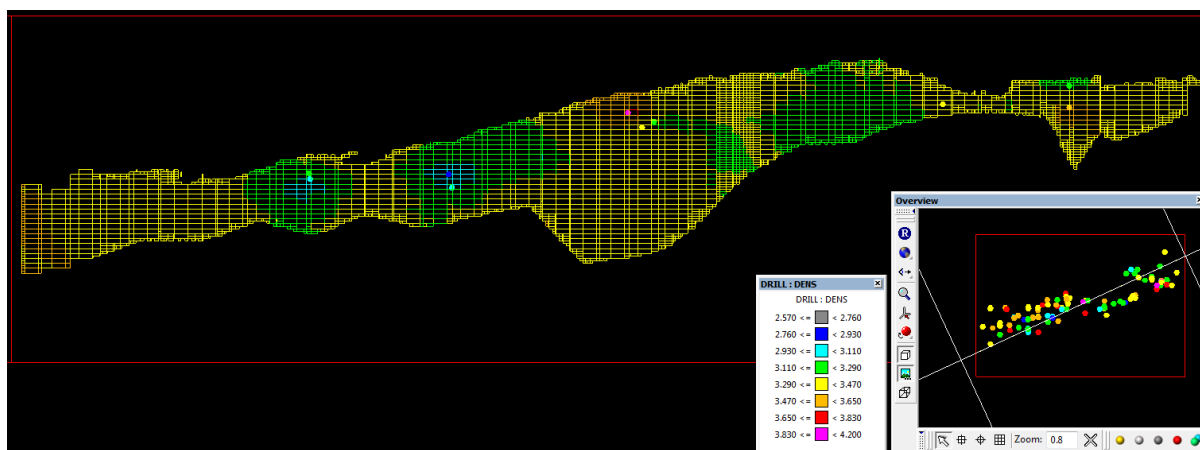 Overview
R
DRILL : DENS
DRILL : DENS
2.570 <= < 2.760
2.760 <= < 2.930
2.930 <= < 3.110
3.110 <= < 3.290
3.290 <= < 3.470
3.470 <= < 3.650
3.650 <= < 3.830
3.830 <= < 4.200
Zoom: 0.8